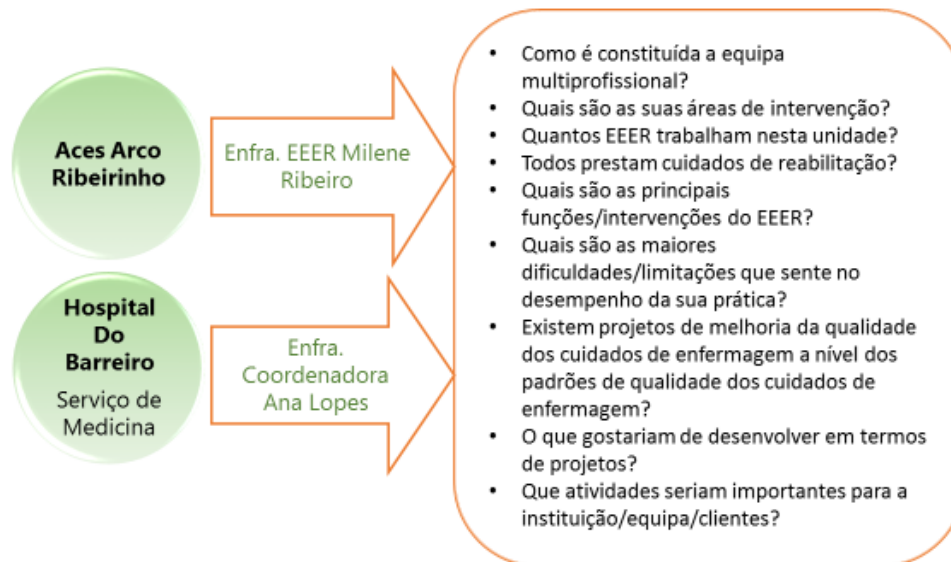 Aces Arco
Ribeirinho
Enfra. EEER Milene
Ribeiro
Hospital
Do
Barreiro
Serviço de
Medicina
Enfra.
Coordenadora
Ana Lopes
• Como é constituída a equipa
multiprofissional?
• Quais são as suas áreas de intervenção?
• Quantos EEER trabalham nesta unidade?
• Todos prestam cuidados de reabilitação?
• Quais são as principais
funções/intervenções do EEER?
• Quais são as maiores
dificuldades/limitações que sente no
desempenho da sua prática?
• Existem projetos de melhoria da qualidade
dos cuidados de enfermagem a nível dos
padrões de qualidade dos cuidados de
enfermagem?
• O que gostariam de desenvolver em termos
de projetos?
• Que atividades seriam importantes para a
instituição/equipa/clientes?